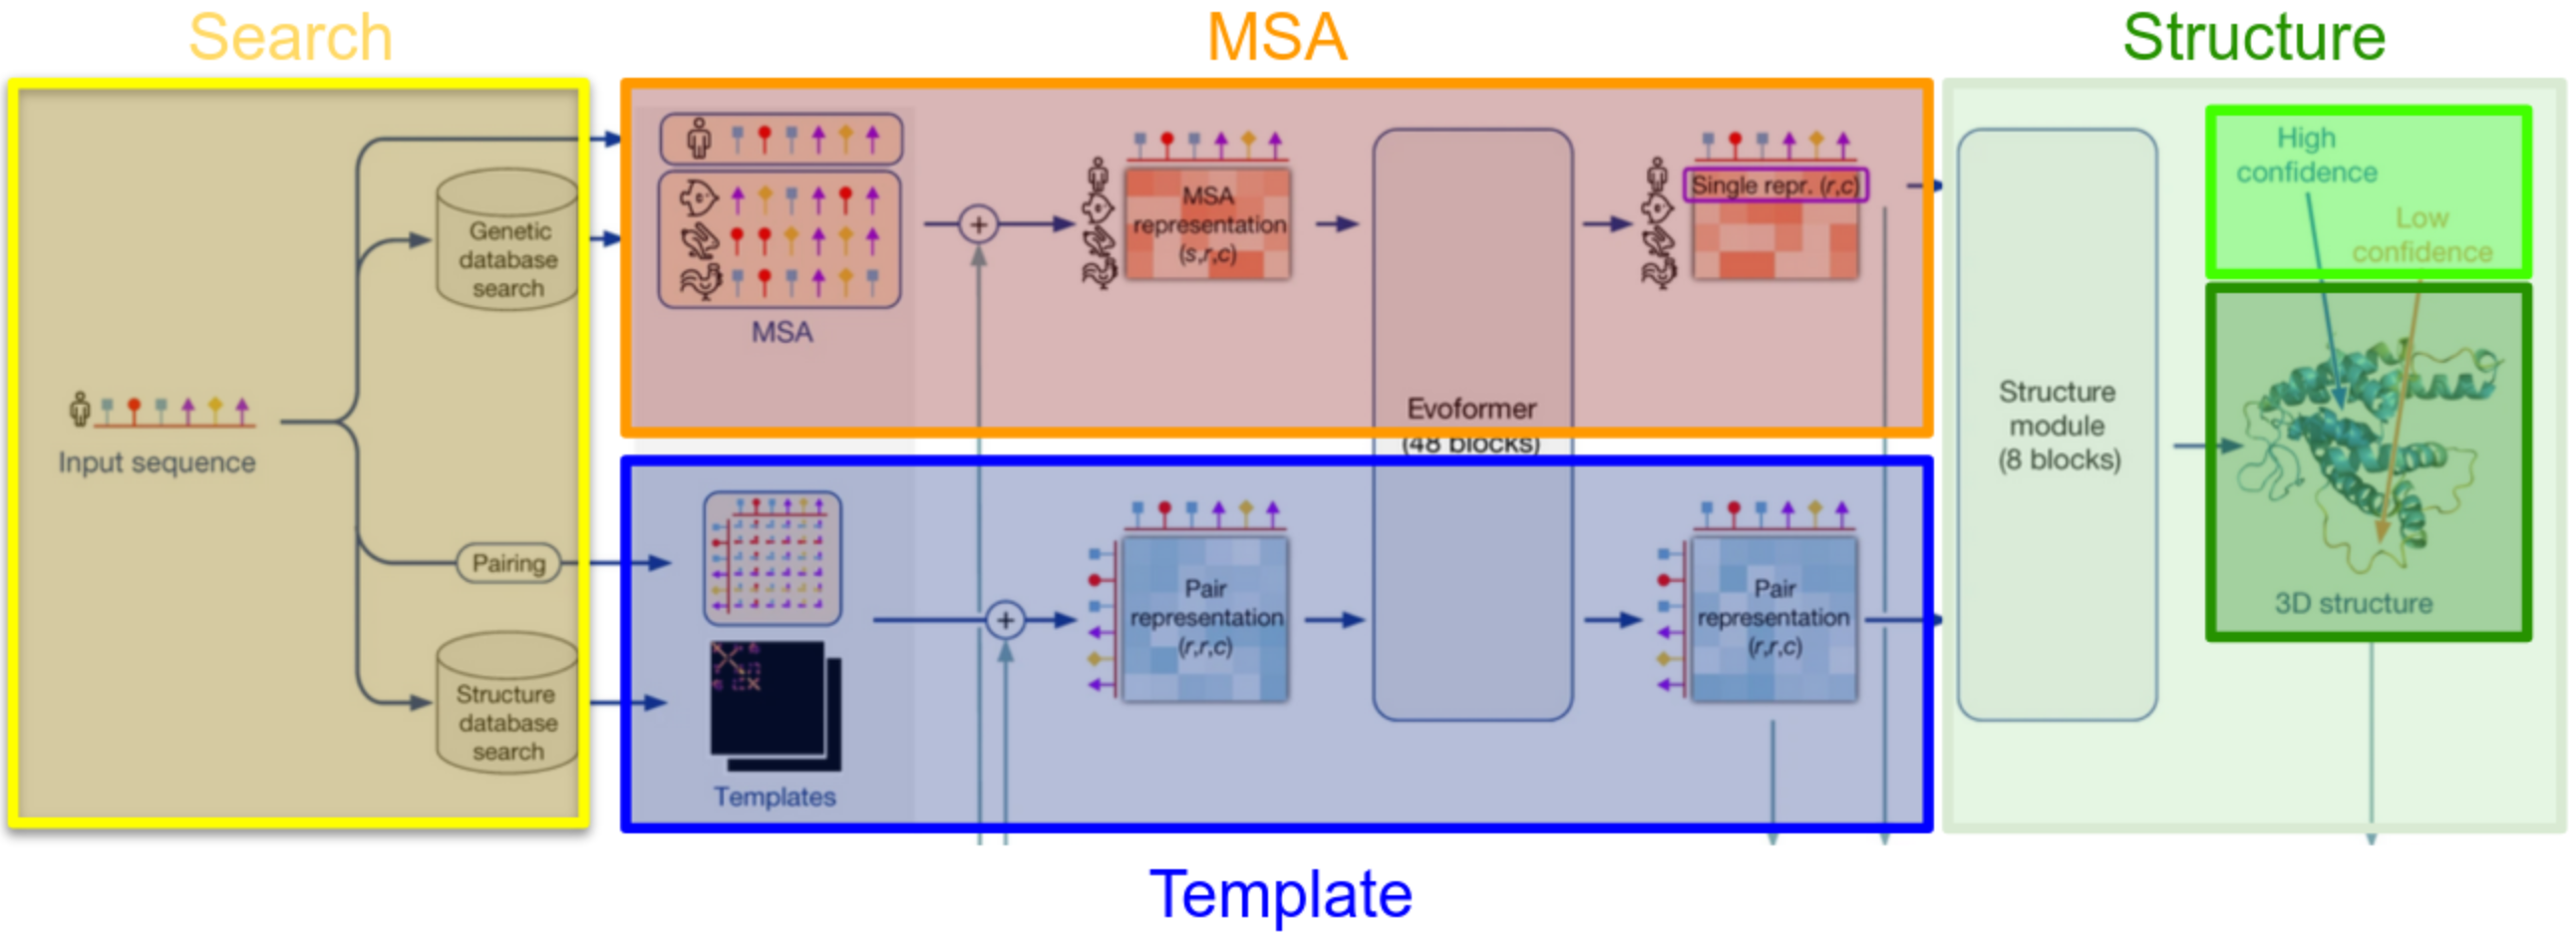 Search
MSA
Structure
Genetic
database
search
Input sequence
Pairing
Structure
database
search
MSA
MSA
representation
(s,r,c)
Single repr. (r,c)
Evoformer
(48 blocks)
Templates
Pair
representation
(r,r,c)
Pair
representation
(r,r,c)
Structure
module
(8 blocks)
High
confidence
Low
confidence
3D structure
Template